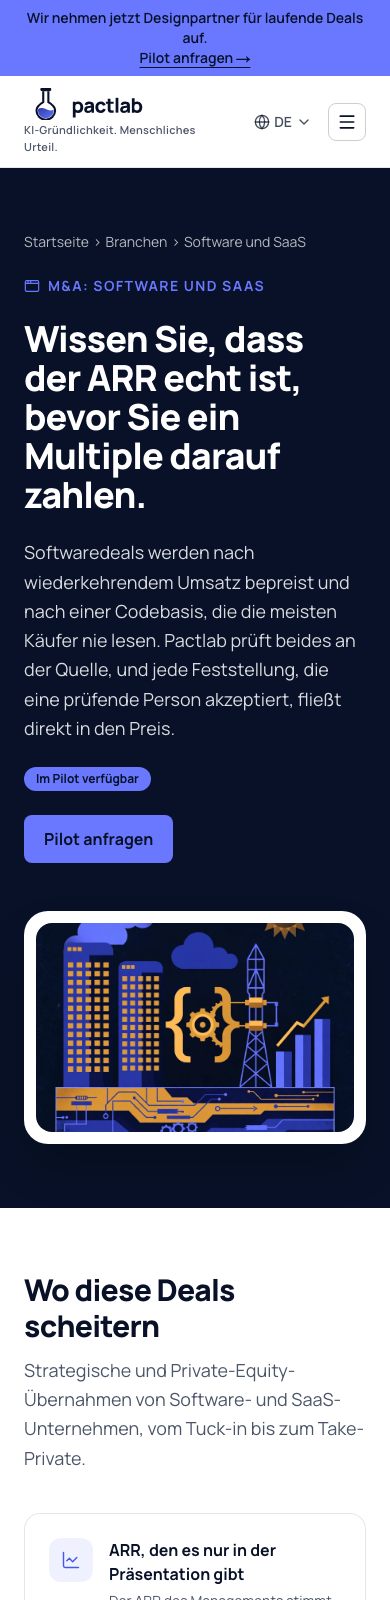 Wir nehmen jetzt Designpartner für laufende Deals
auf.
Pilot anfragen →
pactlab
KI-Gründlichkeit. Menschliches
Urteil.
DE
Startseite > Branchen > Software und SaaS
M&A: SOFTWARE UND SAAS
Wissen Sie, dass
der ARR echt ist,
bevor Sie ein
Multiple darauf
zahlen.
Softwaredeals werden nach
wiederkehrendem Umsatz bepreist und
nach einer Codebasis, die die meisten
Käufer nie lesen. Pactlab prüft beides an
der Quelle, und jede Feststellung, die
eine prüfende Person akzeptiert, fließt
direkt in den Preis.
Im Pilot verfügbar
Pilot anfragen
Wo diese Deals
scheitern
Strategische und Private-Equity-
Übernahmen von Software- und SaaS-
Unternehmen, vom Tuck-in bis zum Take-
Private.
ARR, den es nur in der
Präsentation gibt
Der ARR des Managements stimmt